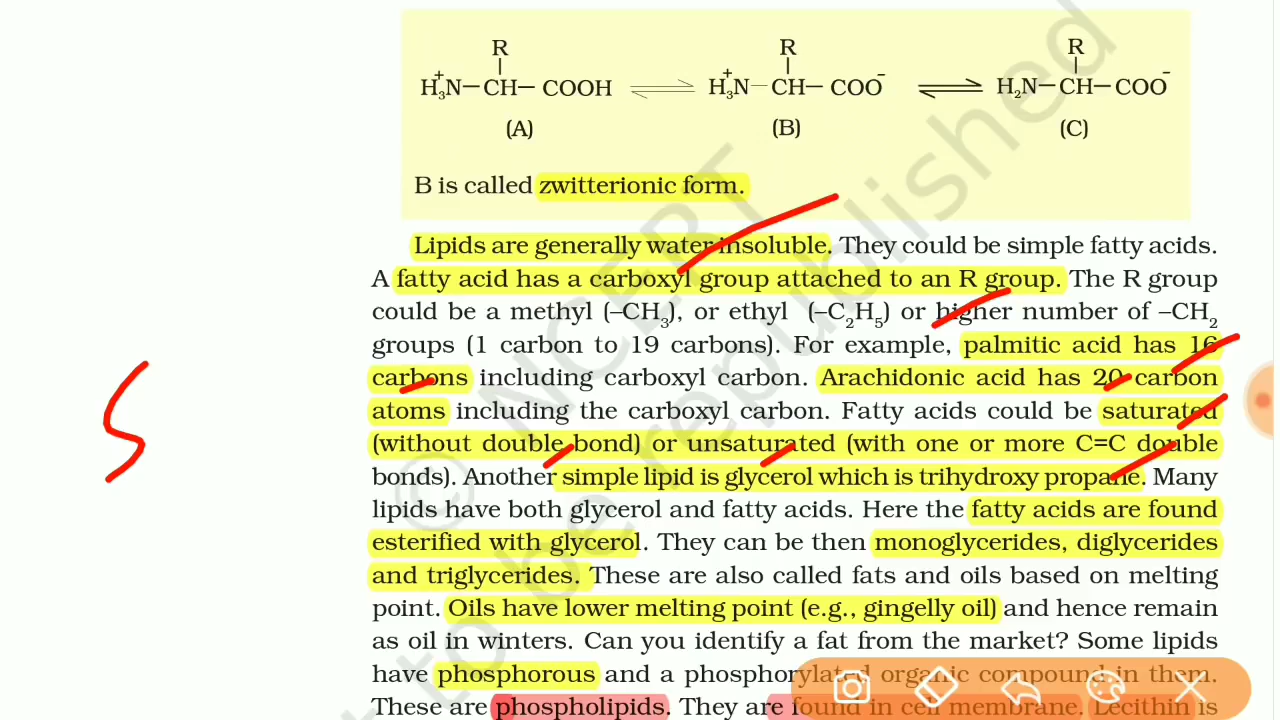 R R R
H₃N⁺—CH—COOH ⇌ H₃N⁺—CH—COO⁻ ⇌ H₂N—CH—COO⁻
(A) (B) (C)
B is called zwitterionic form.
Lipids are generally water insoluble. They could be simple fatty acids.
A fatty acid has a carboxyl group attached to an R group. The R group
could be a methyl (–CH₃), or ethyl (–C₂H₅) or higher number of –CH₂
groups (1 carbon to 19 carbons). For example, palmitic acid has 16
carbons including carboxyl carbon. Arachidonic acid has 20 carbon
atoms including the carboxyl carbon. Fatty acids could be saturated
(without double bond) or unsaturated (with one or more C=C double
bonds). Another simple lipid is glycerol which is trihydroxy propane. Many
lipids have both glycerol and fatty acids. Here the fatty acids are found
esterified with glycerol. They can be then monoglycerides, diglycerides
and triglycerides. These are also called fats and oils based on melting
point. Oils have lower melting point (e.g., gingelly oil) and hence remain
as oil in winters. Can you identify a fat from the market? Some lipids
have phosphorous and a phosphorylated organic compound in them.
These are phospholipids. They are found in cell membrane. Lecithin is
© NCERT
not to be republished